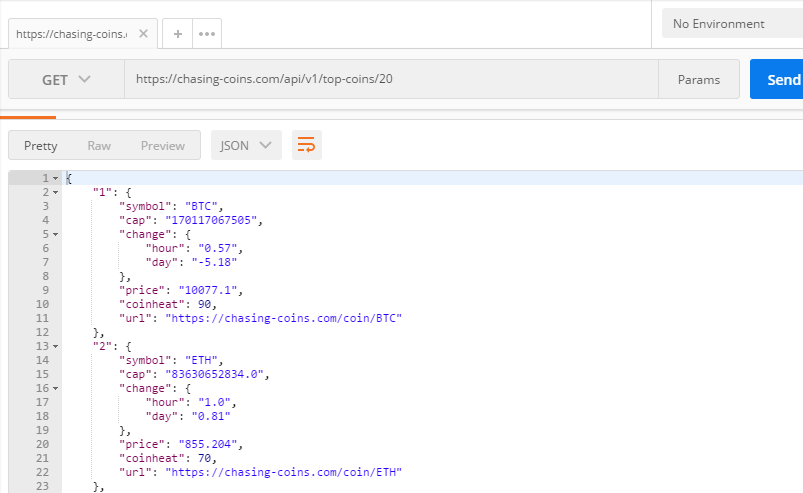 https://chasing-coins.
No Environment
GET
https://chasing-coins.com/api/v1/top-coins/20
Params
Send
Pretty
Raw
Preview
JSON
1 {
2 "1": {
3 "symbol": "BTC",
4 "cap": "170117067505",
5 "change": {
6 "hour": "0.57",
7 "day": "-5.18"
8 },
9 "price": "10077.1",
10 "coinheat": 90,
11 "url": "https://chasing-coins.com/coin/BTC"
12 },
13 "2": {
14 "symbol": "ETH",
15 "cap": "83630652834.0",
16 "change": {
17 "hour": "1.0",
18 "day": "0.81"
19 },
20 "price": "855.204",
21 "coinheat": 70,
22 "url": "https://chasing-coins.com/coin/ETH"
23 },